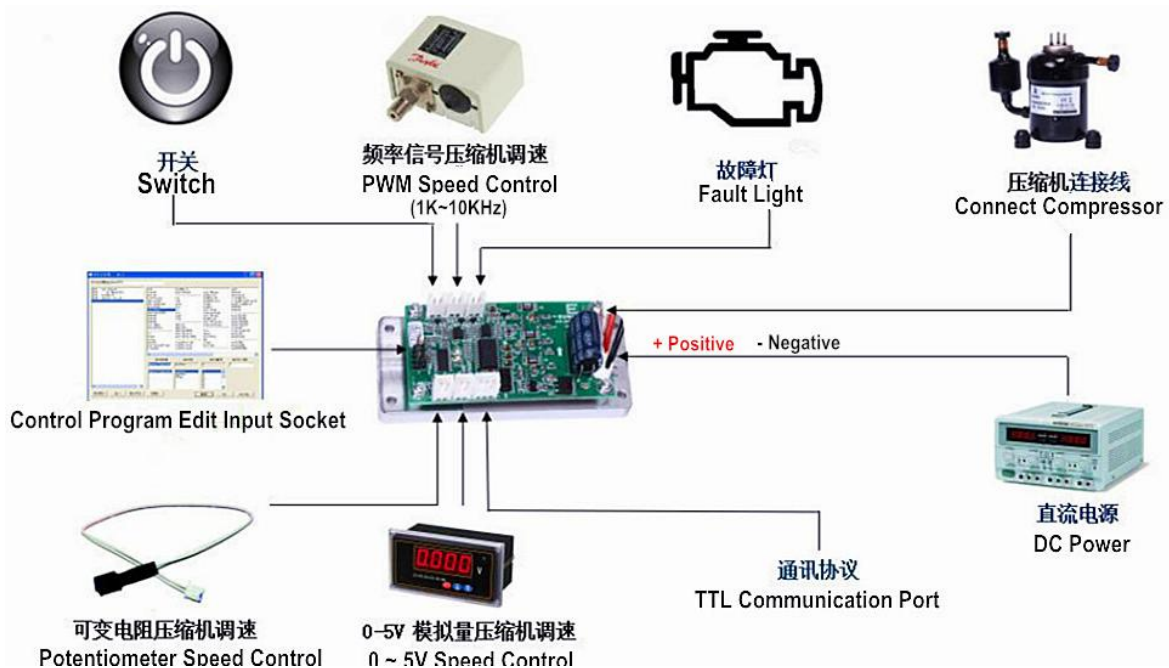 开关
Switch
频率信号压缩机调速
PWM Speed Control
(1K~10KHz)
故障灯
Fault Light
压缩机连接线
Connect Compressor
+ Positive - Negative
Control Program Edit Input Socket
直流电源
DC Power
0.000
V
通讯协议
TTL Communication Port
可变电阻压缩机调速
Potentiometer Speed Control
0-5V 模拟量压缩机调速
0 ~ 5V Speed Control